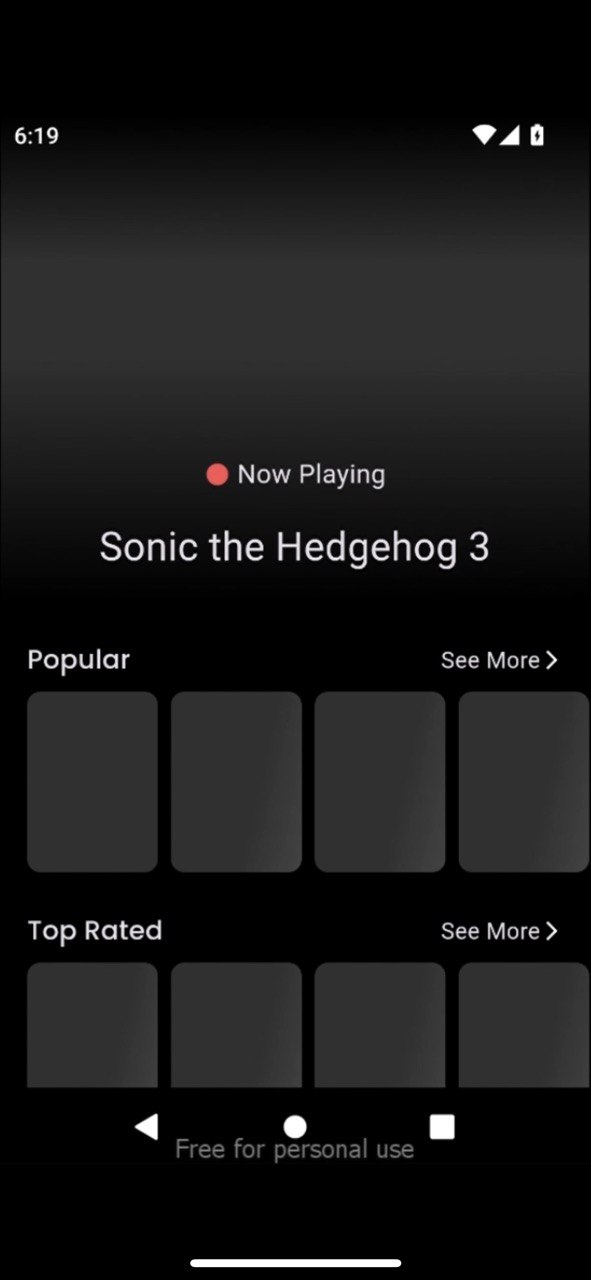 6:19
Now Playing
Sonic the Hedgehog 3
Popular
See More
Top Rated
See More
Free for personal use